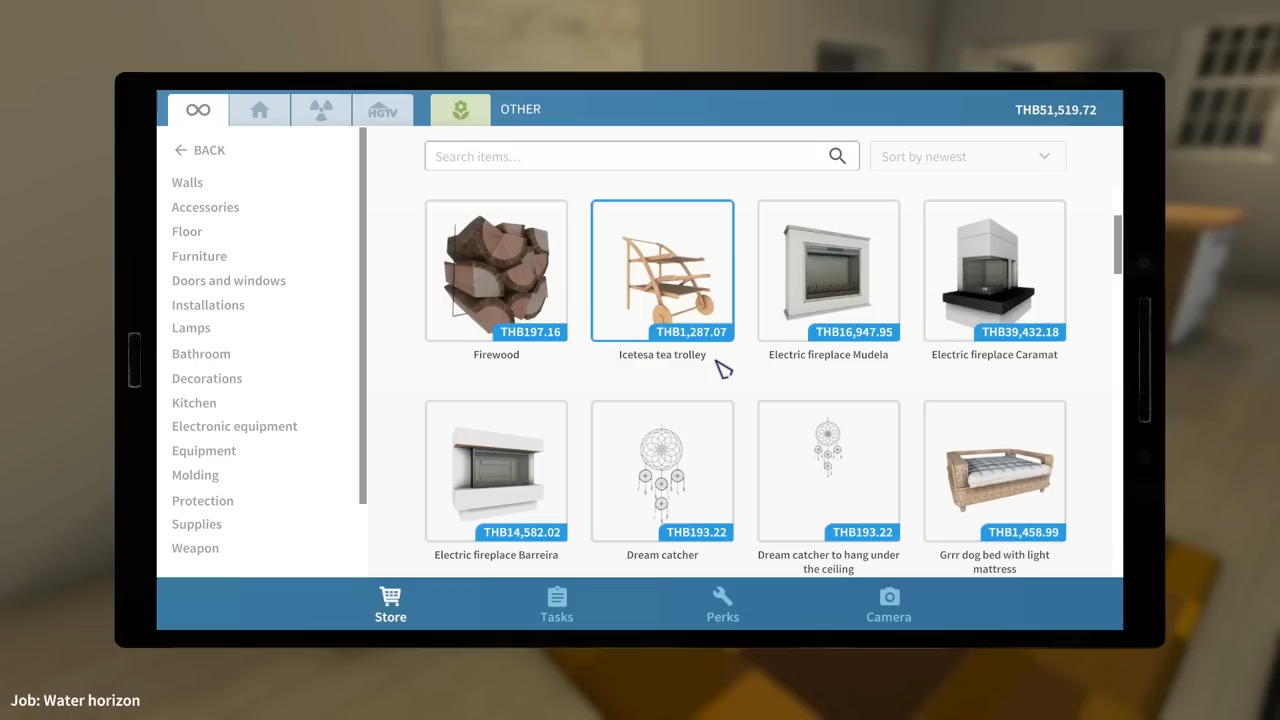 HGTV
OTHER
THB51,519.72
BACK
Search items...
Sort by newest
Walls
Accessories
Floor
Furniture
Doors and windows
Installations
Lamps
Bathroom
Decorations
Kitchen
Electronic equipment
Equipment
Molding
Protection
Supplies
Weapon
THB197.16
THB1,287.07
THB16,947.95
THB39,432.18
Firewood
Icetesa tea trolley
Electric fireplace Mudela
Electric fireplace Caramat
THB14,582.02
THB193.22
THB193.22
THB1,458.99
Electric fireplace Barreira
Dream catcher
Dream catcher to hang under
the ceiling
Grrr dog bed with light
mattress
Store
Tasks
Perks
Camera
Job: Water horizon